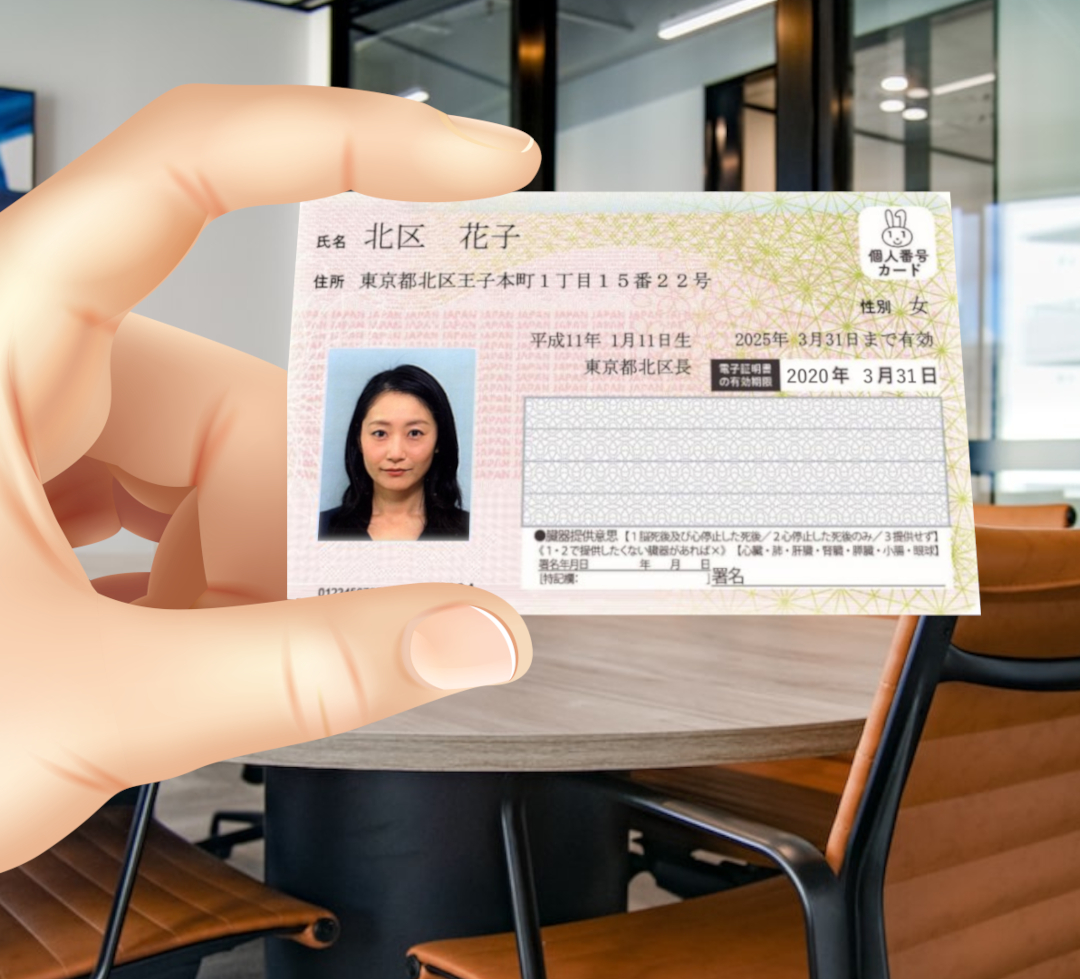 氏名 北区 花子
個人番号
カード
住所 東京都北区王子本町1丁目15番22号
性別 女
平成11年 1月11日生 2025年 3月31日まで有効
東京都北区長
電子証明書
の有効期限 2020年 3月31日
●臓器提供意思【1脳死後及び心停止した死後/2心停止した死後のみ/3提供せず】
《1・2で提供したくない臓器があれば×》【心臓・肺・肝臓・腎臓・膵臓・小腸・眼球】
署名年月日 年 月 日
[特記欄: ]署名